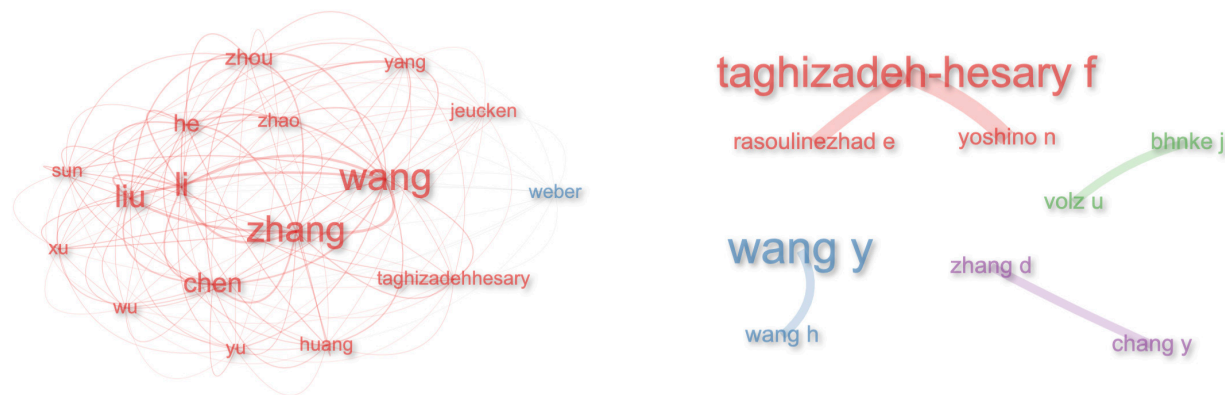 zhou
yang
jeucken
he
zhao
sun
liu
li
wang
weber
zhang
xu
chen
taghizadehhesary
wu
yu
huang
taghizadeh-hesary f
rasoulinezhad e
yoshino n
bhnke j
volz u
wang y
zhang d
wang h
chang y